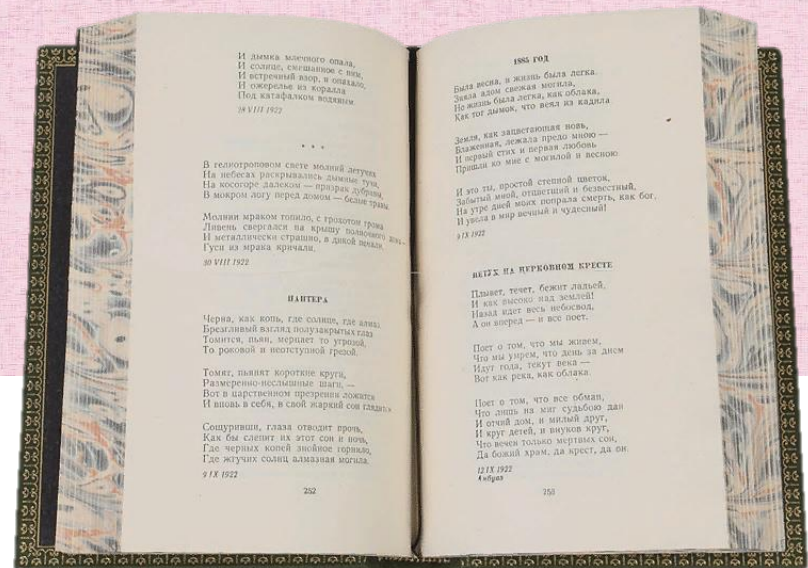 И дымка млечного опала,
И солнце, смешанное с ним,
И встречный взор, и опахало,
И ожерелье из коралла
Под катафалком водяным.
28 VIII 1922
* * *
В гелиотроповом свете молний летучих
На небесах раскрывались дымные тучи,
На косогоре далеком — призрак дубравы,
В мокром логу перед домом — белые травы.
Молнии мраком топило, с грохотом грома
Ливень свергался на крышу полночного дома —
И металлически страшно, в дикой печали,
Гуси из мрака кричали.
30 VIII 1922
ПАНТЕРА
Черна, как копь, где солнце, где алмаз.
Брезгливый взгляд полузакрытых глаз
Томится, пьян, мерцает то угрозой,
То роковой и неотступной грезой.
Томят, пьянят короткие круги,
Размеренно-неслышные шаги, —
Вот в царственном презрении ложится
И вновь в себя, в свой жаркий сон глядится.
Сощуривши, глаза отводит прочь,
Как бы слепит их этот сон и ночь,
Где черных копей знойное горнило,
Где жгучих солнц алмазная могила.
9 IX 1922
252
1885 ГОД
Была весна, и жизнь была легка.
Зияла адом свежая могила,
Но жизнь была легка, как облака,
Как тот дымок, что веял из кадила
Земля, как зацветающая новь,
Блаженная, лежала предо мною —
И первый стих и первая любовь
Пришли ко мне с могилой и весною
И это ты, простой степной цветок,
Забытый мной, отцветший и безвестный,
На утре дней моих попрала смерть, как бог,
И увела в мир вечный и чудесный!
9 IX 1922
ПЕТУХ НА ЦЕРКОВНОМ КРЕСТЕ
Плывет, течет, бежит ладьей,
И как высоко над землей!
Назад идет весь небосвод,
А он вперед — и все поет.
Поет о том, что мы живем,
Что мы умрем, что день за днем
Идут года, текут века —
Вот как река, как облака.
Поет о том, что все обман,
Что лишь на миг судьбою дан
И отчий дом, и милый друг,
И круг детей, и внуков круг,
Что вечен только мертвых сон,
Да божий храм, да крест, да он.
12 IX 1922
Амбуаз
253